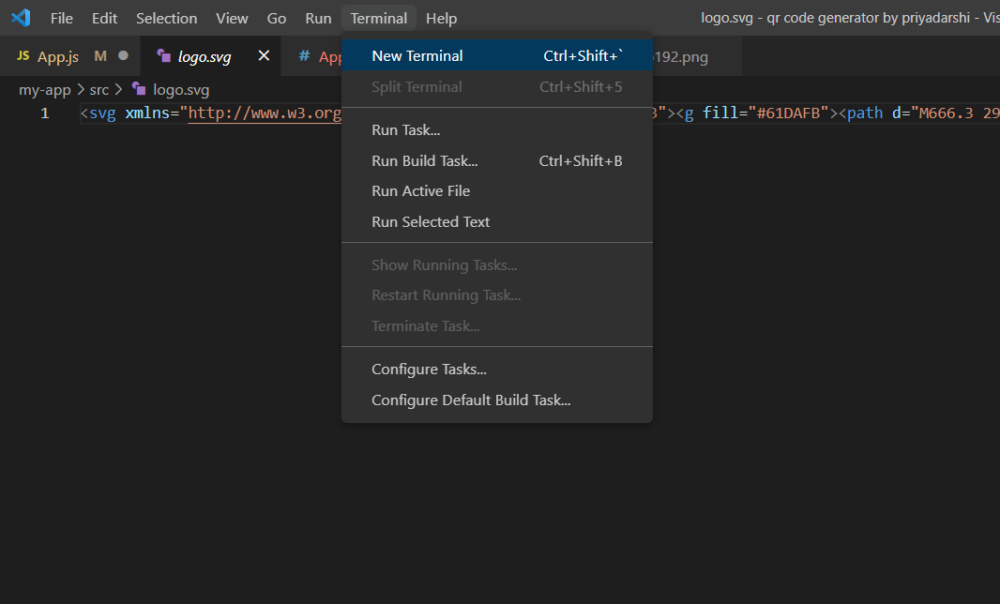 File Edit Selection View Go Run Terminal Help logo.svg - qr code generator by priyadarshi - Vis
JS App.js M logo.svg # App 192.png
my-app > src > logo.svg
1 <svg xmlns="http://www.w3.org 3"><g fill="#61DAFB"><path d="M666.3 29
New Terminal Ctrl+Shift+`
Split Terminal Ctrl+Shift+5
Run Task...
Run Build Task... Ctrl+Shift+B
Run Active File
Run Selected Text
Show Running Tasks...
Restart Running Task...
Terminate Task...
Configure Tasks...
Configure Default Build Task...